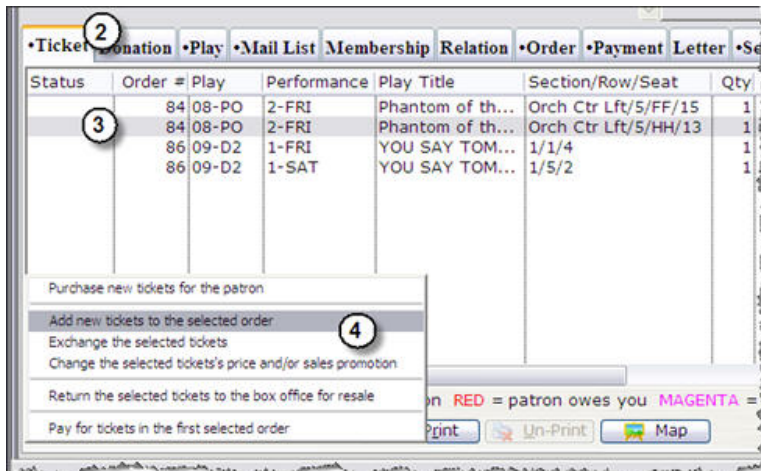 2
•Ticket Donation •Play •Mail List Membership Relation •Order •Payment Letter •Se
Status Order # Play Performance Play Title Section/Row/Seat Qty
84 08-PO 2-FRI Phantom of th... Orch Ctr Lft/5/FF/15 1
3 84 08-PO 2-FRI Phantom of th... Orch Ctr Lft/5/HH/13 1
86 09-D2 1-FRI YOU SAY TOM... 1/1/4 1
86 09-D2 1-SAT YOU SAY TOM... 1/5/2 1
Purchase new tickets for the patron
Add new tickets to the selected order 4
Exchange the selected tickets
Change the selected tickets's price and/or sales promotion
Return the selected tickets to the box office for resale
n RED = patron owes you MAGENTA =
Pay for tickets in the first selected order
Print Un-Print Map